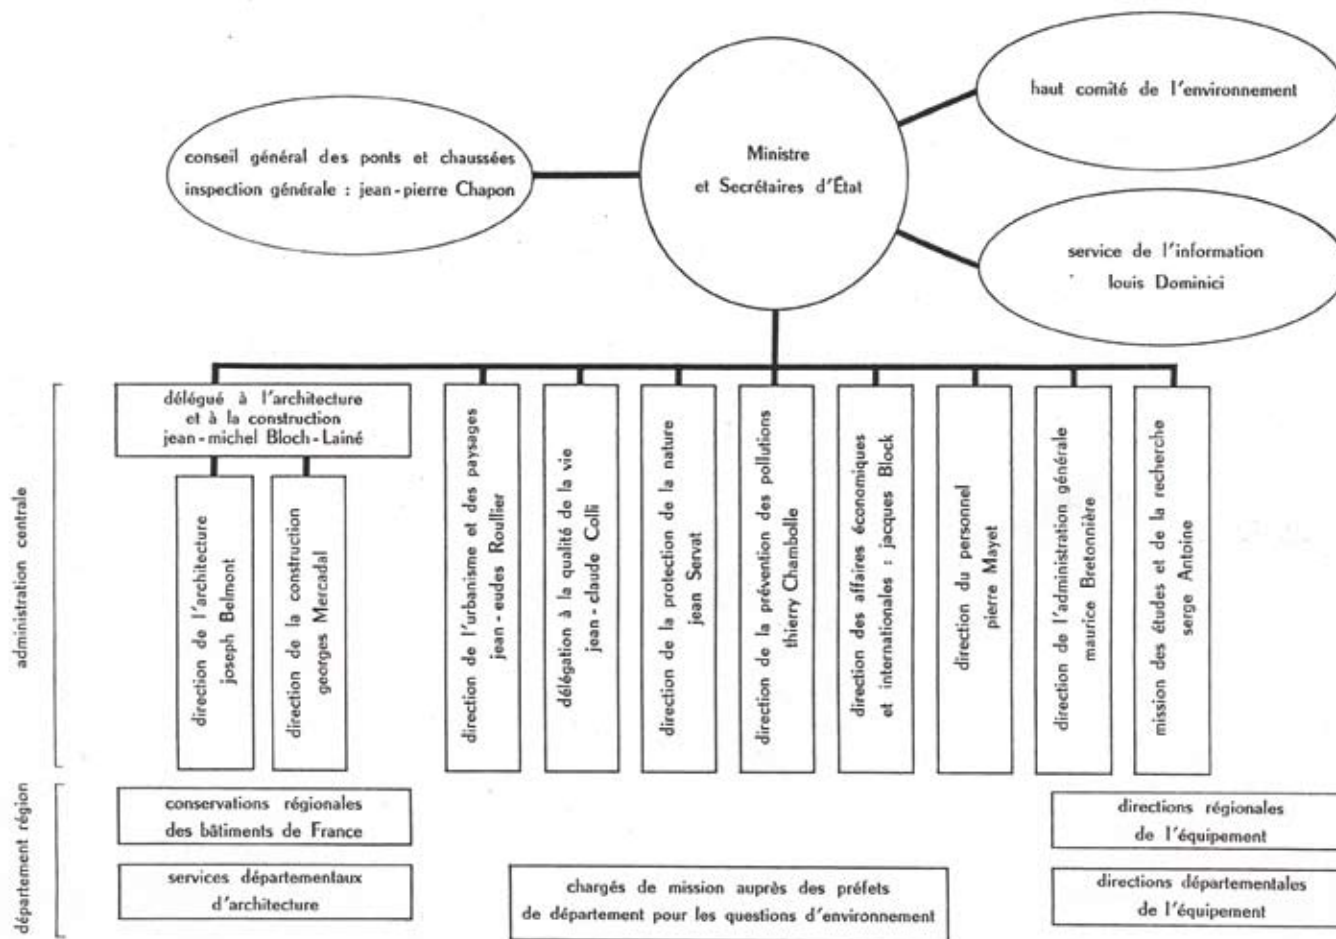 haut comité de l'environnement
conseil général des ponts et chaussées
inspection générale : jean-pierre Chapon
Ministre
et Secrétaires d'État
service de l'information
louis Dominici
administration centrale
délégué à l'architecture
et à la construction
jean-michel Bloch-Lainé
direction de l'architecture
joseph Belmont
direction de la construction
georges Mercadal
direction de l'urbanisme et des paysages
jean-eudes Roullier
délégation à la qualité de la vie
jean-claude Colli
direction de la protection de la nature
jean Servat
direction de la prévention des pollutions
thierry Chambolle
direction des affaires économiques
et internationales : jacques Block
direction du personnel
pierre Mayet
direction de l'administration générale
maurice Bretonnière
mission des études et de la recherche
serge Antoine
département région
conservations régionales
des bâtiments de France
services départementaux
d'architecture
chargés de mission auprès des préfets
de département pour les questions d'environnement
directions régionales
de l'équipement
directions départementales
de l'équipement